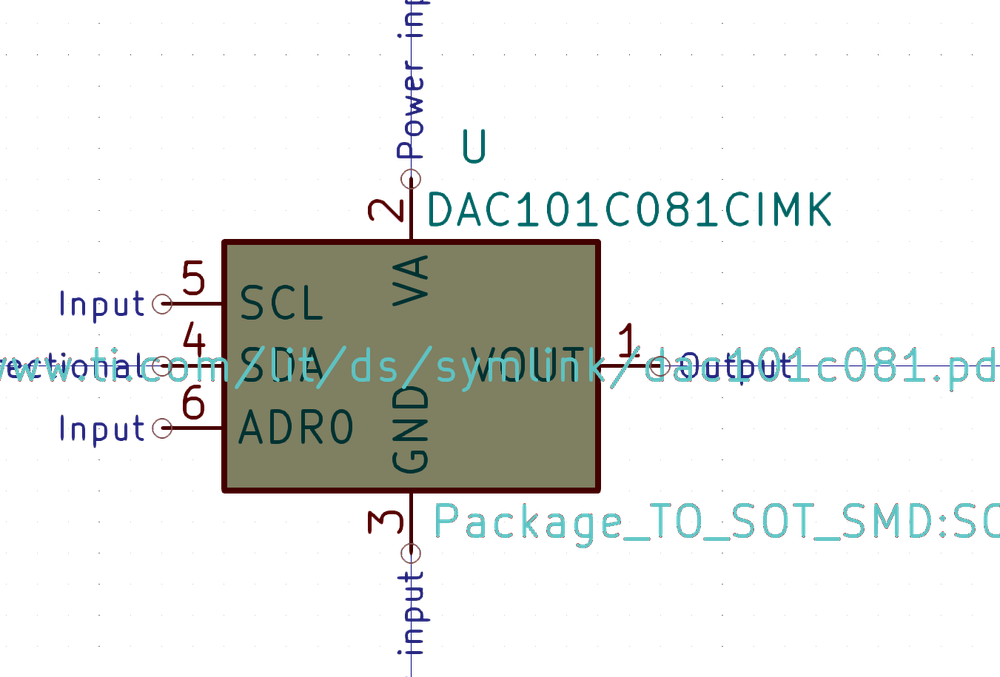 Power inp
U
2
DAC101C081CIMK
VA
5
Input
SCL
4
1
ectional
SDA
VOUT
Output
www.ti.com/lit/ds/symlink/dac101c081.pd
6
Input
ADR0
GND
3
Package_TO_SOT_SMD:SO
input